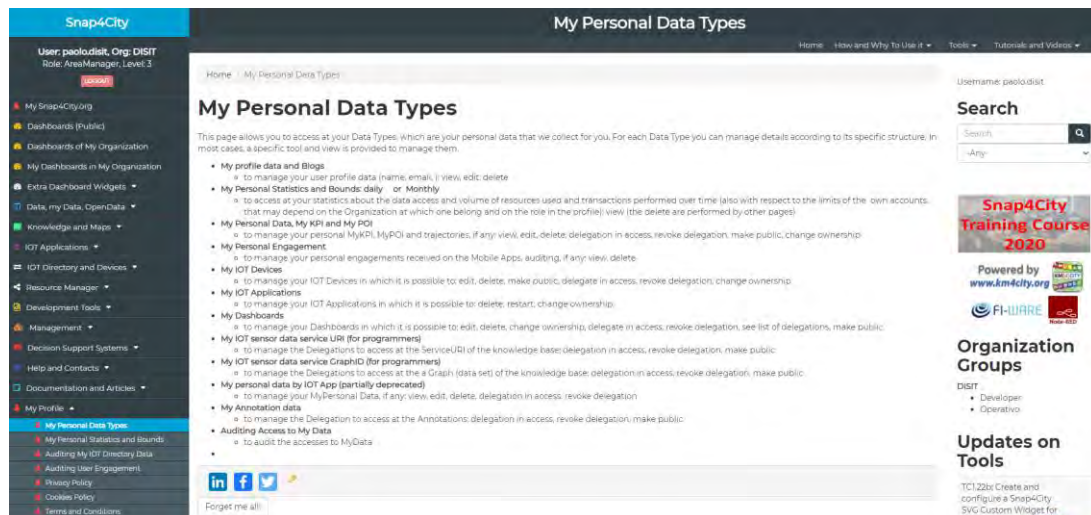 Snap4City
My Personal Data Types
User: paolo.disit, Org: DISIT
Role: AreaManager, Level: 3
LOGOUT
Home How and Why To Use it Tools Tutorials and Videos
My Snap4City.org
Dashboards (Public)
Dashboards of My Organization
My Dashboards in My Organization
Extra Dashboard Widgets
Data, my Data, OpenData
Knowledge and Maps
IOT Applications
IOT Directory and Devices
Resource Manager
Development Tools
Management
Decision Support Systems
Help and Contacts
Documentation and Articles
My Profile
My Personal Data Types
My Personal Statistics and Bounds
Auditing My IOT Directory Data
Auditing User Engagement
Privacy Policy
Cookies Policy
Terms and Conditions
Home / My Personal Data Types
My Personal Data Types
This page allows you to access at your Data Types, which are your personal data that we collect for you. For each Data Type you can manage details according to its specific structure. In
most cases, a specific tool and view is provided to manage them.
My profile data and Blogs
to manage your user profile data (name, email, ): view, edit, delete
My Personal Statistics and Bounds: daily or Monthly
to access at your statistics about the data access and volume of resources used and transactions performed over time (also with respect to the limits of the own accounts,
that may depend on the Organization at which one belong and on the role in the profile): view (the delete are performed by other pages)
My Personal Data, My KPI and My POI
to manage your personal MyKPI, MyPOI and trajectories, if any: view, edit, delete, delegation in access, revoke delegation, make public, change ownership
My Personal Engagement
to manage your personal engagements received on the Mobile Apps, auditing, if any: view, delete
My IOT Devices
to manage your IOT Devices in which it is possible to: edit, delete, make public, delegate in access, revoke delegation, change ownership
My IOT Applications
to manage your IOT Applications in which it is possible to: delete, restart, change ownership
My Dashboards
to manage your Dashboards in which it is possible to: edit, delete, change ownership, delegate in access, revoke delegation, see list of delegations, make public
My IOT sensor data service URI (for programmers)
to manage the Delegations to access at the ServiceURI of the knowledge base: delegation in access, revoke delegation, make public
My IOT sensor data service GraphID (for programmers)
to manage the Delegations to access at the a Graph (data set) of the knowledge base: delegation in access, revoke delegation, make public
My personal data by IOT App (partially deprecated)
to manage your MyPersonal Data, if any: view, edit, delete, delegation in access, revoke delegation
My Annotation data
to manage the Delegation to access at the Annotations: delegation in access, revoke delegation, make public
Auditing Access to My Data
to audit the accesses to MyData
Forget me all!
Username: paolo.disit
Search
Search
-Any-
Snap4City
Training Course
2020
Powered by
www.km4city.org
FI-WARE
Node-RED
Organization
Groups
DISIT
Developer
Operativo
Updates on
Tools
TC1.22b: Create and
configure a Snap4City
SVG Custom Widget for